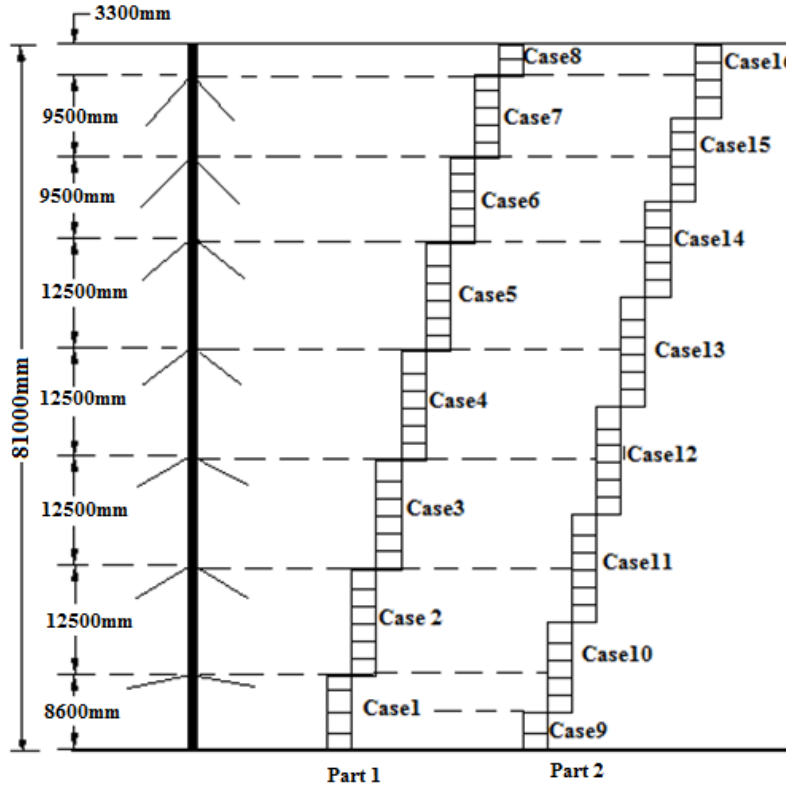 3300mm
Case8
Case16
9500mm
Case7
Case15
9500mm
Case6
Case14
12500mm
Case5
Case13
12500mm
Case4
81000mm
Case12
12500mm
Case3
Case11
12500mm
Case 2
Case10
8600mm
Case1
Case9
Part 1
Part 2